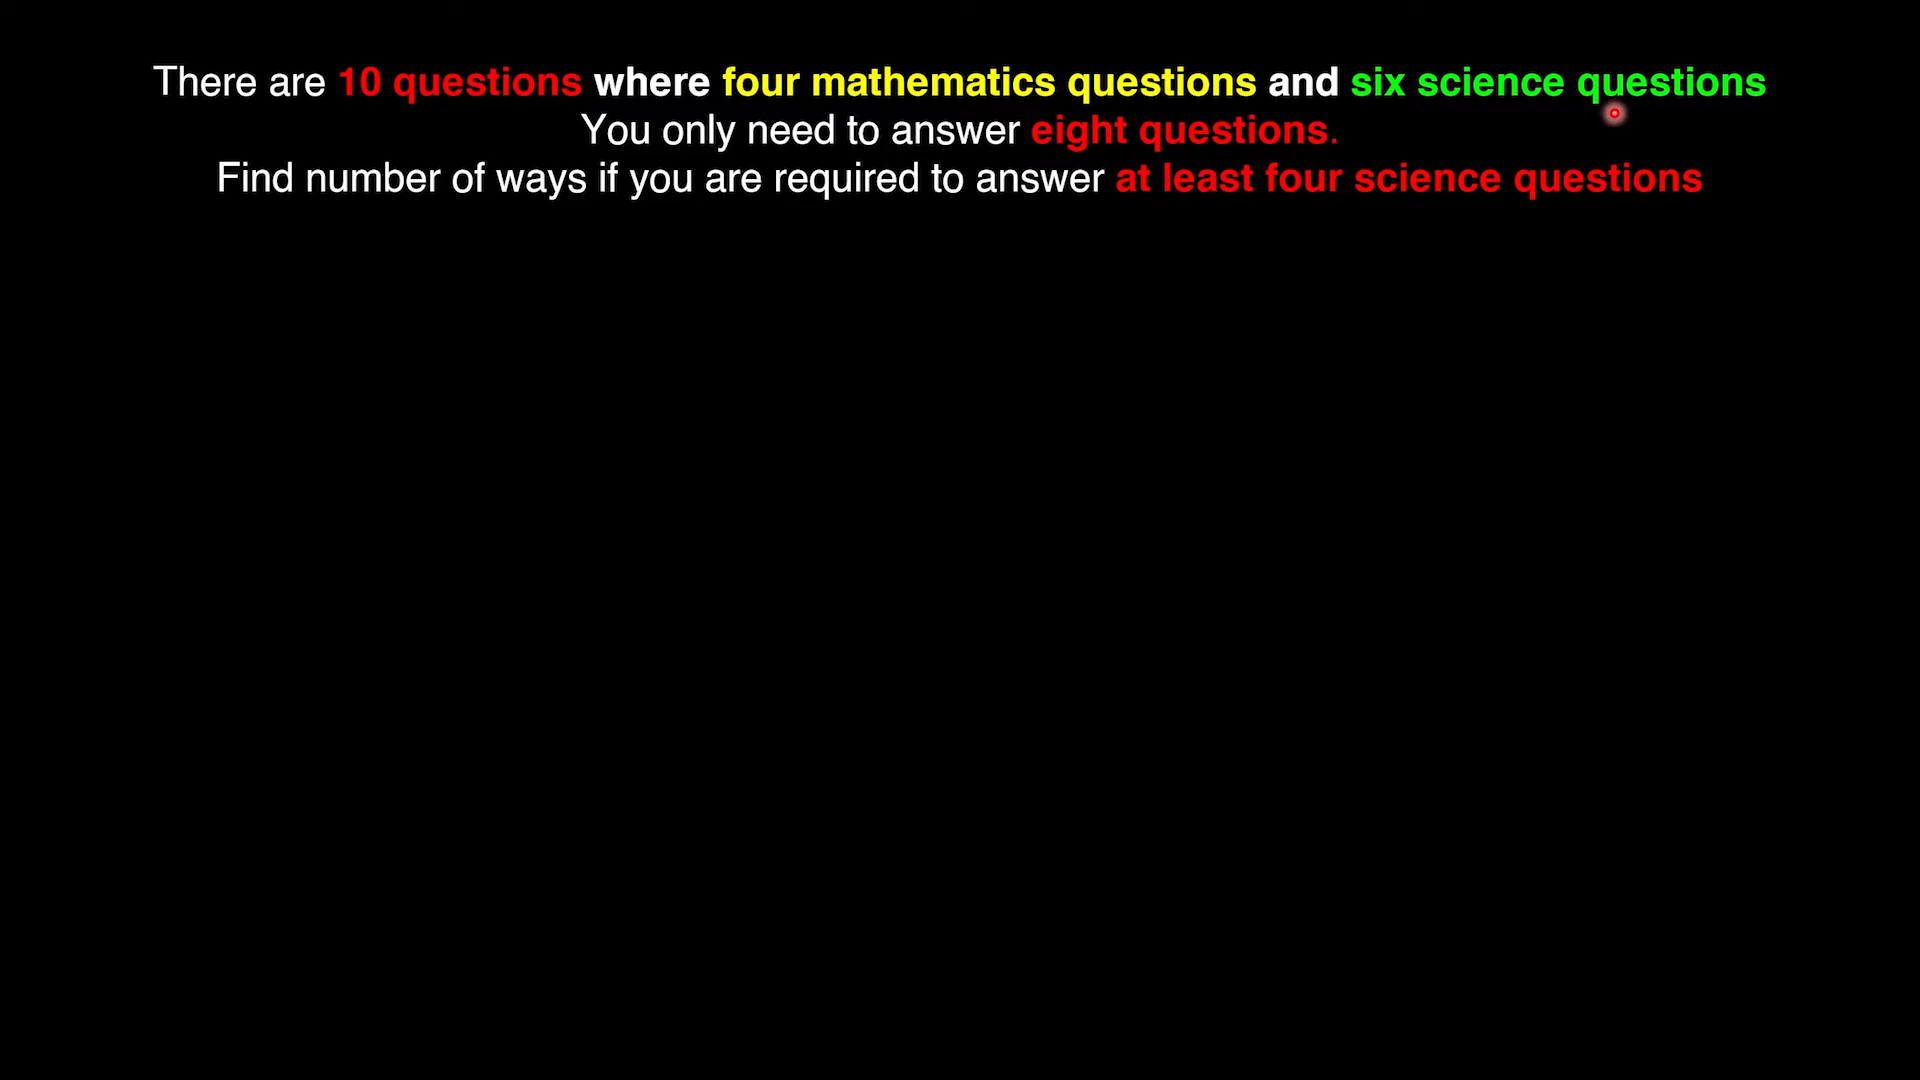 There are 10 questions where four mathematics questions and six science questions
You only need to answer eight questions.
Find number of ways if you are required to answer at least four science questions